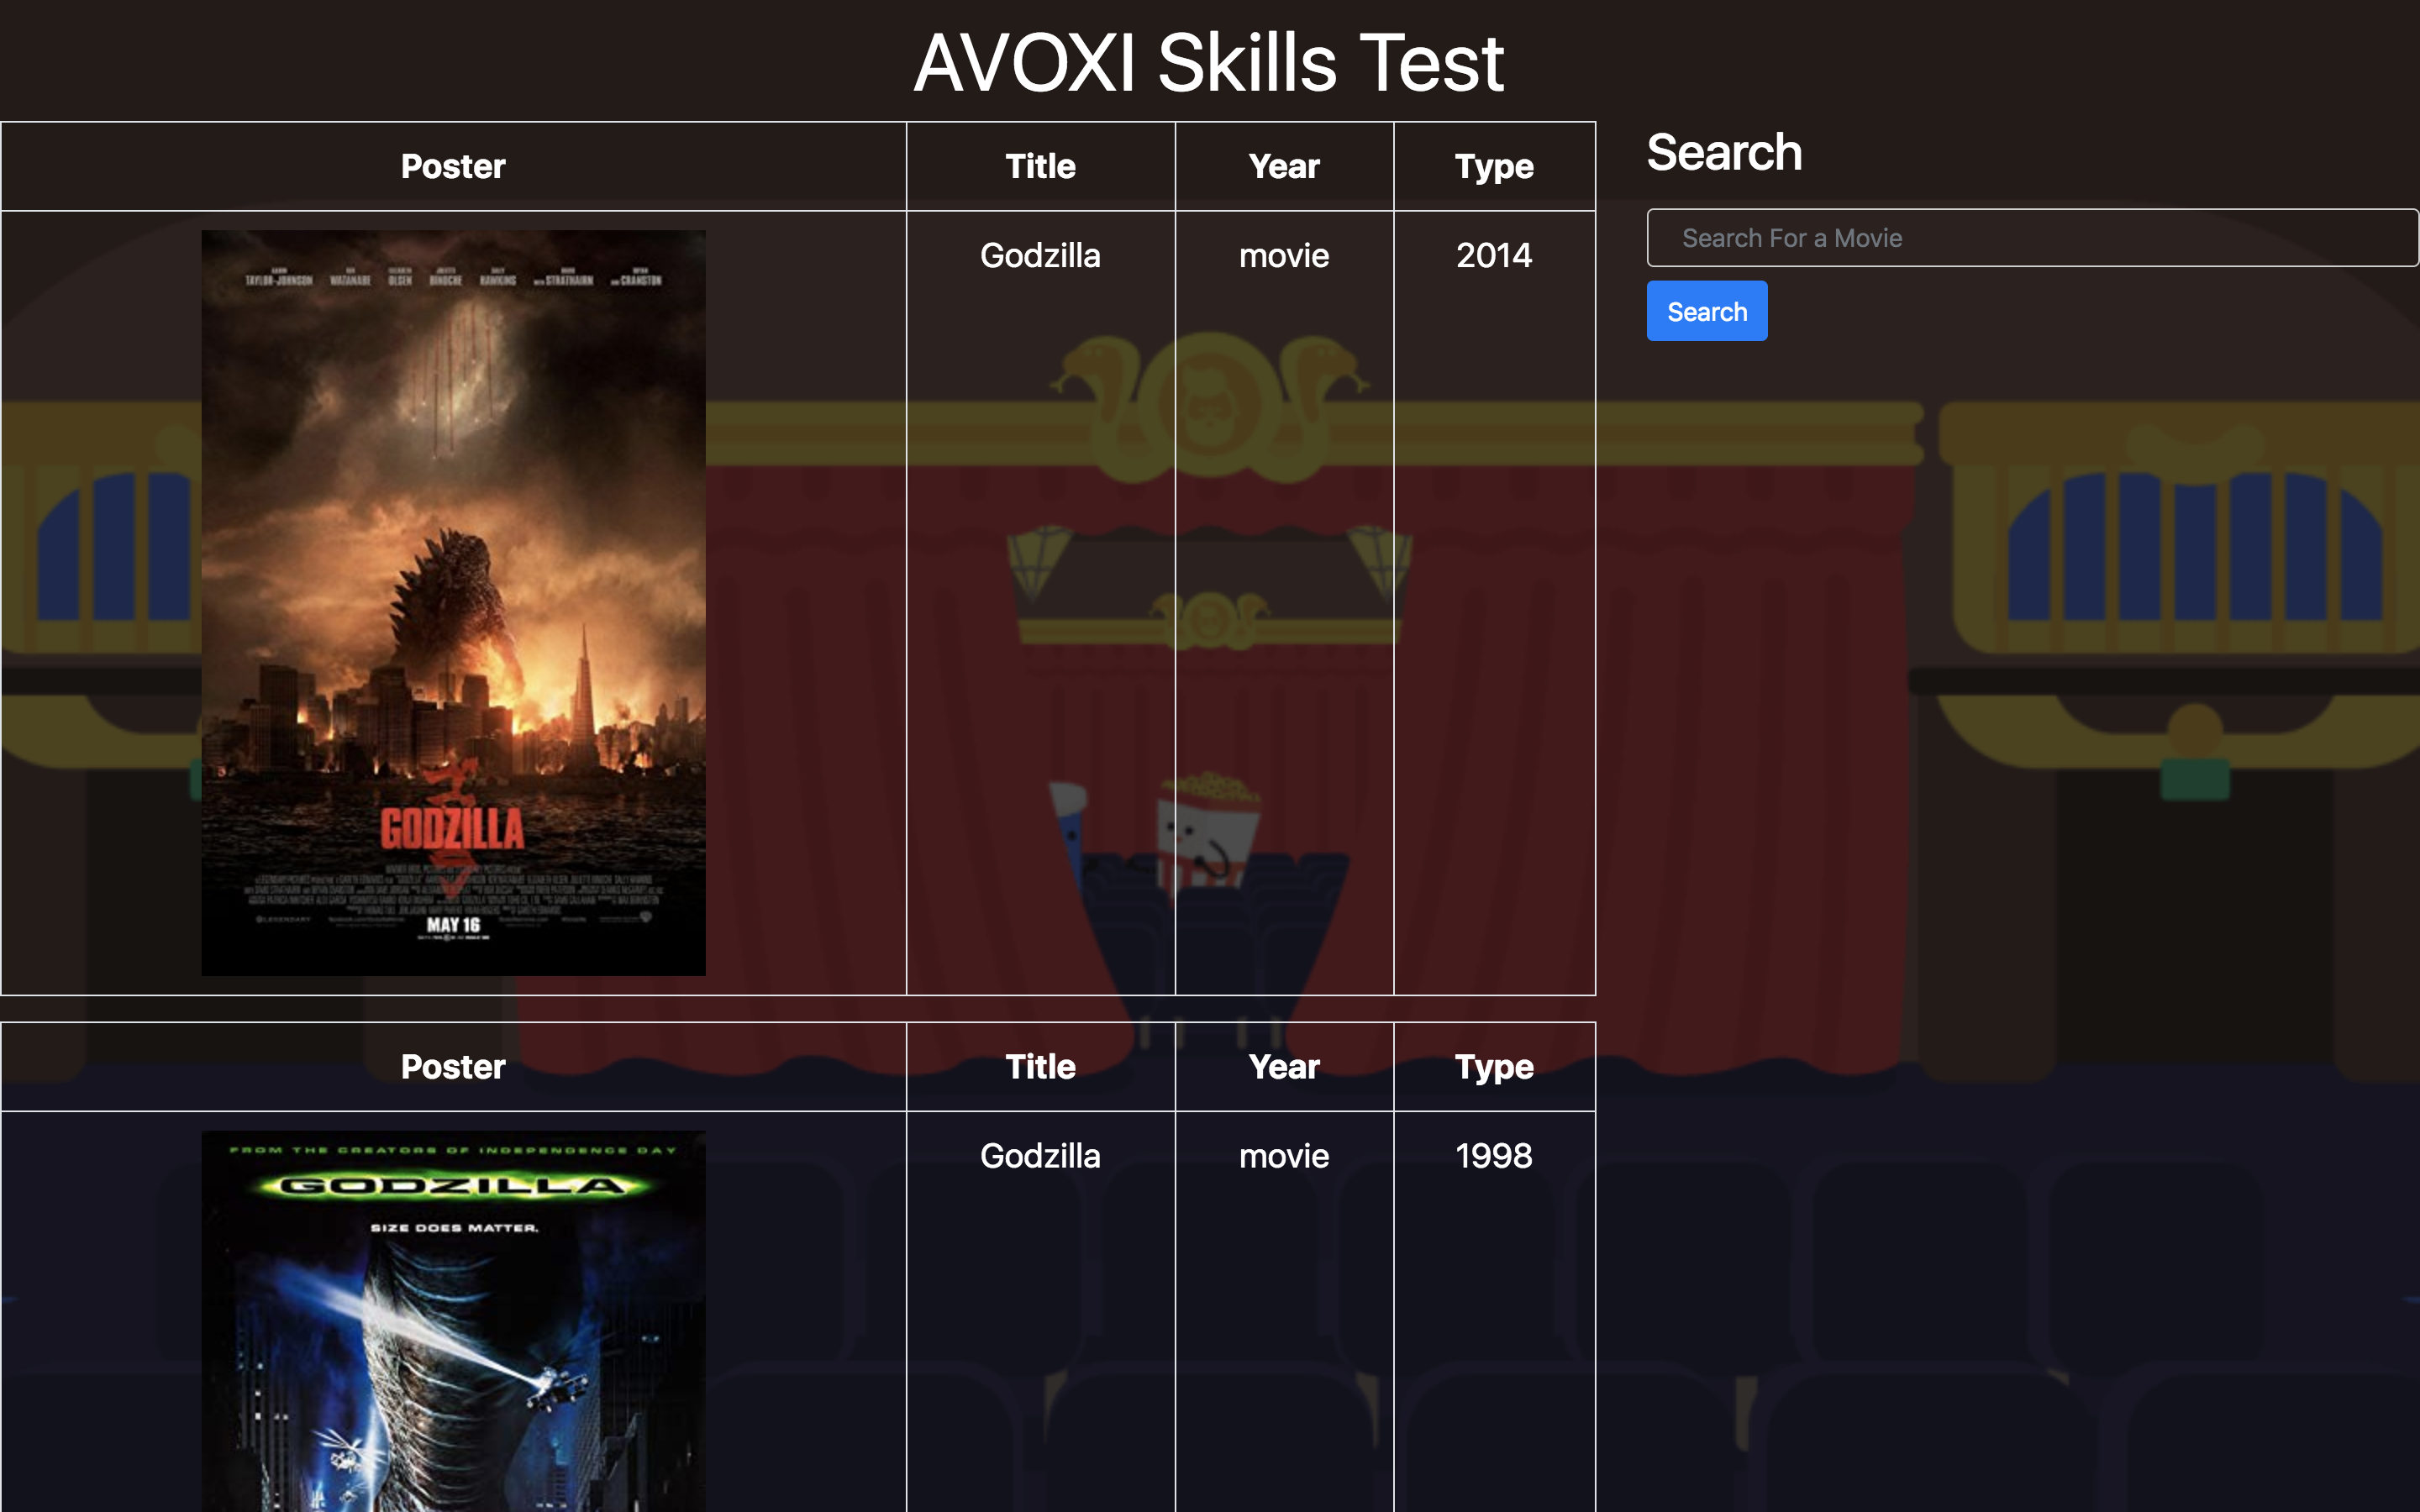 AVOXI Skills Test
Poster Title Year Type
Search
Search For a Movie
Search
Godzilla movie 2014
TAYLOR-JOHNSON WATANABE OLSEN BINOCHE HAWKINS STRATHAIRN CRANSTON
GODZILLA
MAY 16
Poster Title Year Type
Godzilla movie 1998
FROM THE CREATORS OF INDEPENDENCE DAY
GODZILLA
SIZE DOES MATTER.